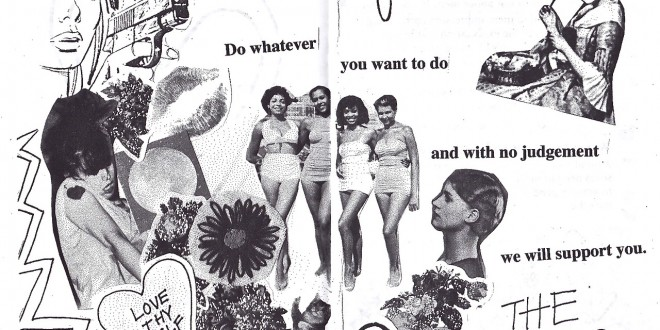 Do whatever
you want to do
and with no judgement
we will support you.
LOVE
THY
THE